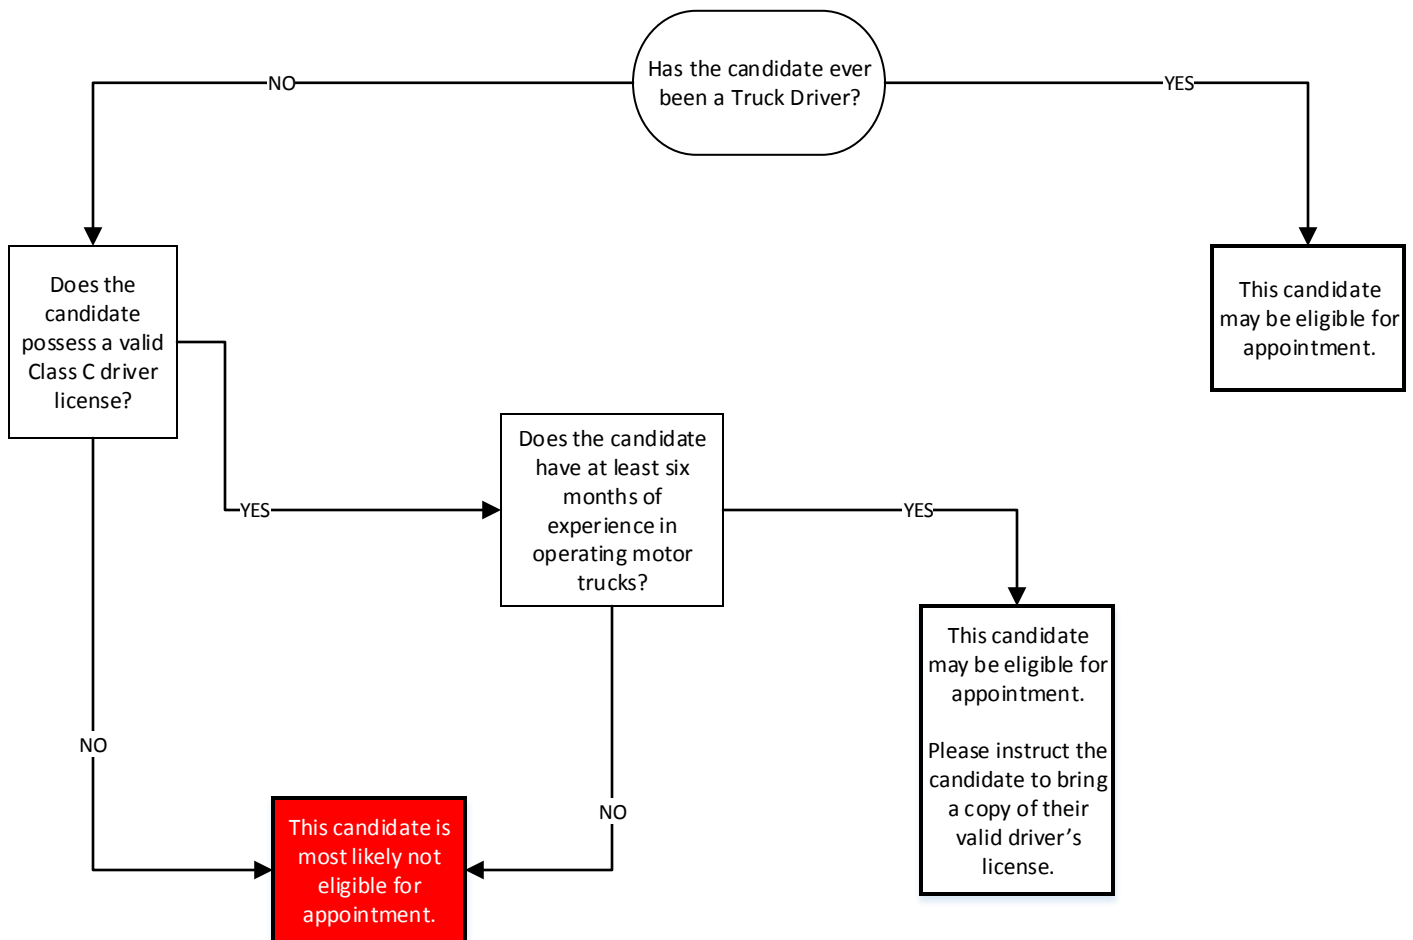 Has the candidate ever
been a Truck Driver?
NO
YES
Does the
candidate
possess a valid
Class C driver
license?
This candidate
may be eligible for
appointment.
Does the candidate
have at least six
months of
experience in
operating motor
trucks?
YES
YES
This candidate
may be eligible for
appointment.
Please instruct the
candidate to bring
a copy of their
valid driver’s
license.
NO
NO
This candidate is
most likely not
eligible for
appointment.